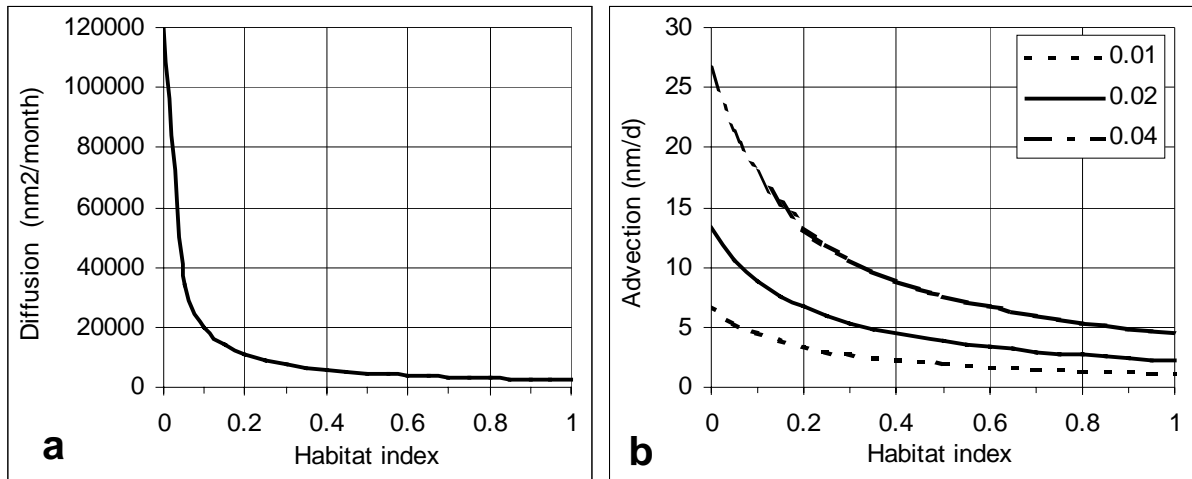 120000
100000
80000
60000
40000
20000
0
Diffusion (nm2/month)
0 0.2 0.4 0.6 0.8 1
Habitat index
a
30
25
20
15
10
5
0
Advection (nm/d)
0.01
0.02
0.04
0 0.2 0.4 0.6 0.8 1
Habitat index
b